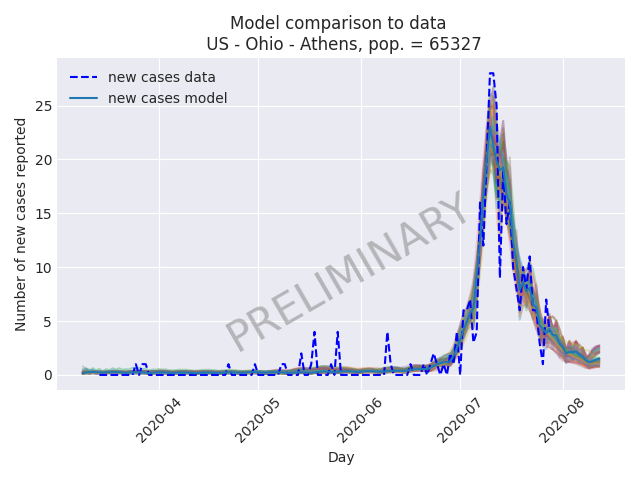 Model comparison to data
US - Ohio - Athens, pop. = 65327
new cases data
new cases model
Number of new cases reported
25
20
15
10
5
0
PRELIMINARY
2020-04
2020-05
2020-06
2020-07
2020-08
Day